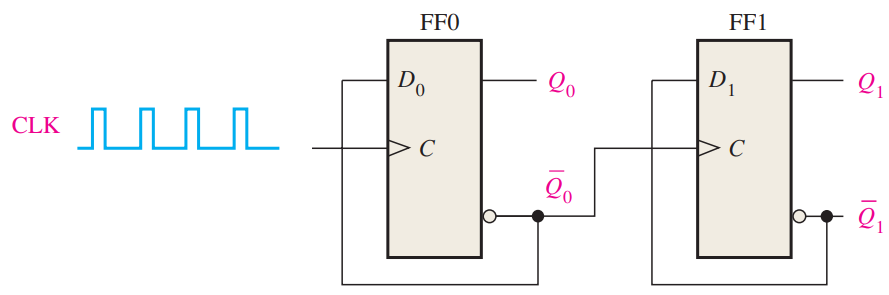 FF0 FF1
D₀ Q₀ D₁ Q₁
CLK C C
Q̅₀ Q̅₁